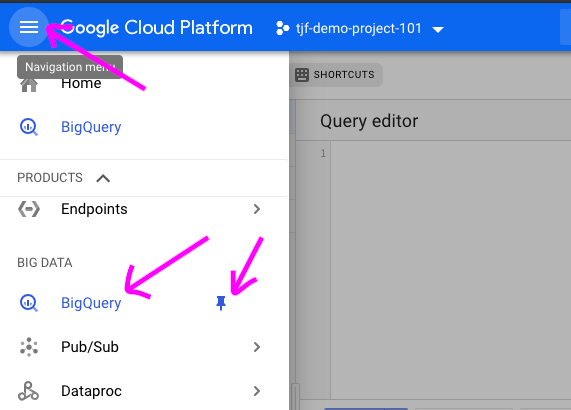 Google Cloud Platform
tjf-demo-project-101
Navigation menu
Home
SHORTCUTS
BigQuery
Query editor
1
PRODUCTS
Endpoints
BIG DATA
BigQuery
Pub/Sub
Dataproc